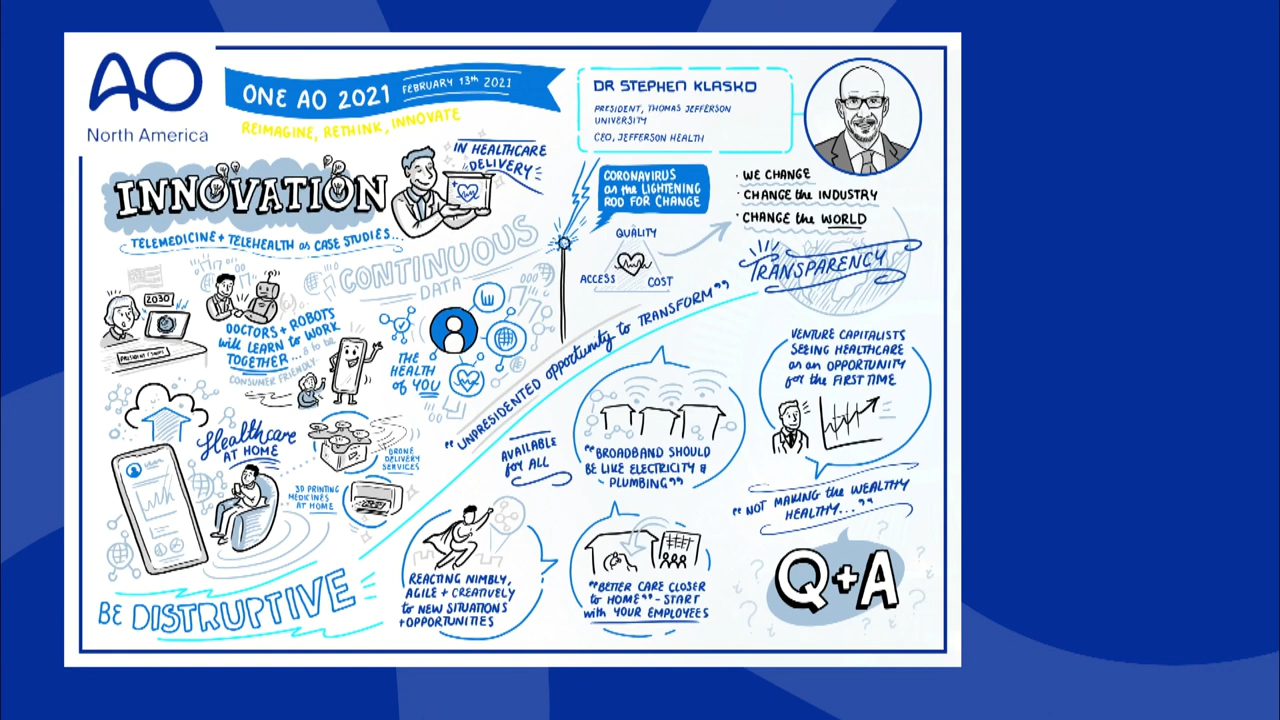 AO
North America
ONE AO 2021
FEBRUARY 13th 2021
REIMAGINE, RETHINK, INNOVATE
DR STEPHEN KLASKO
PRESIDENT, THOMAS JEFFERSON
UNIVERSITY
CEO, JEFFERSON HEALTH
INNOVATION
IN HEALTHCARE
DELIVERY
TELEMEDICINE + TELEHEALTH as CASE STUDIES...
CONTINUOUS
DATA
2030
DOCTORS + ROBOTS
will LEARN to WORK
TOGETHER...
CONSUMER FRIENDLY.
THE
HEALTH
of YOU
Healthcare
AT HOME
DRONE
DELIVERY
SERVICES
3D PRINTING
MEDICINES
AT HOME
BE DISTRUPTIVE
CORONAVIRUS
as the LIGHTENING
ROD FOR CHANGE
QUALITY
ACCESS
COST
· WE CHANGE
· CHANGE the INDUSTRY
· CHANGE the WORLD
TRANSPARENCY
"UNPRESIDENTED opportunity to TRANSFORM"
AVAILABLE
for ALL
"BROADBAND SHOULD
BE LIKE ELECTRICITY &
PLUMBING"
VENTURE CAPITALISTS
SEEING HEALTHCARE
as an OPPORTUNITY
for the FIRST TIME
"NOT MAKING the WEALTHY
HEALTHY..."
REACTING NIMBLY,
AGILE + CREATIVELY
to NEW SITUATIONS
+OPPORTUNITIES
"BETTER CARE CLOSER
to HOME" - START
with YOUR EMPLOYEES
Q+A